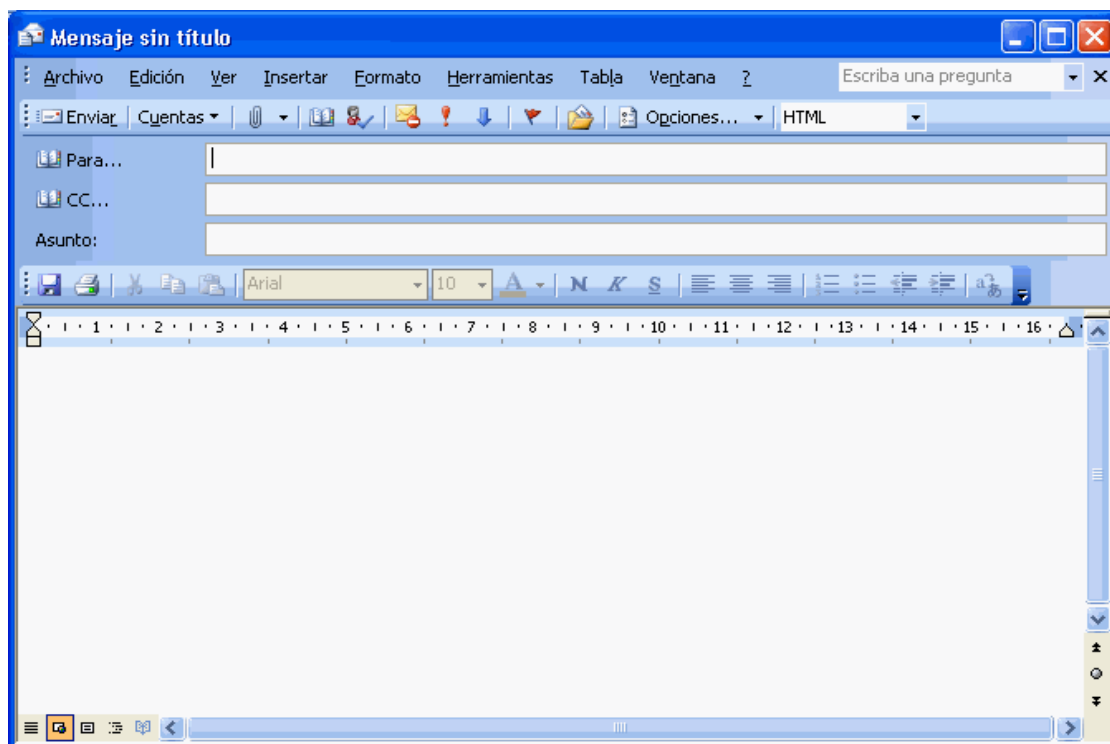 Mensaje sin título
Archivo Edición Ver Insertar Formato Herramientas Tabla Ventana ? Escriba una pregunta
Enviar Cuentas Opciones... HTML
Para...
CC...
Asunto:
Arial 10 A N K S
1 2 3 4 5 6 7 8 9 10 11 12 13 14 15 16